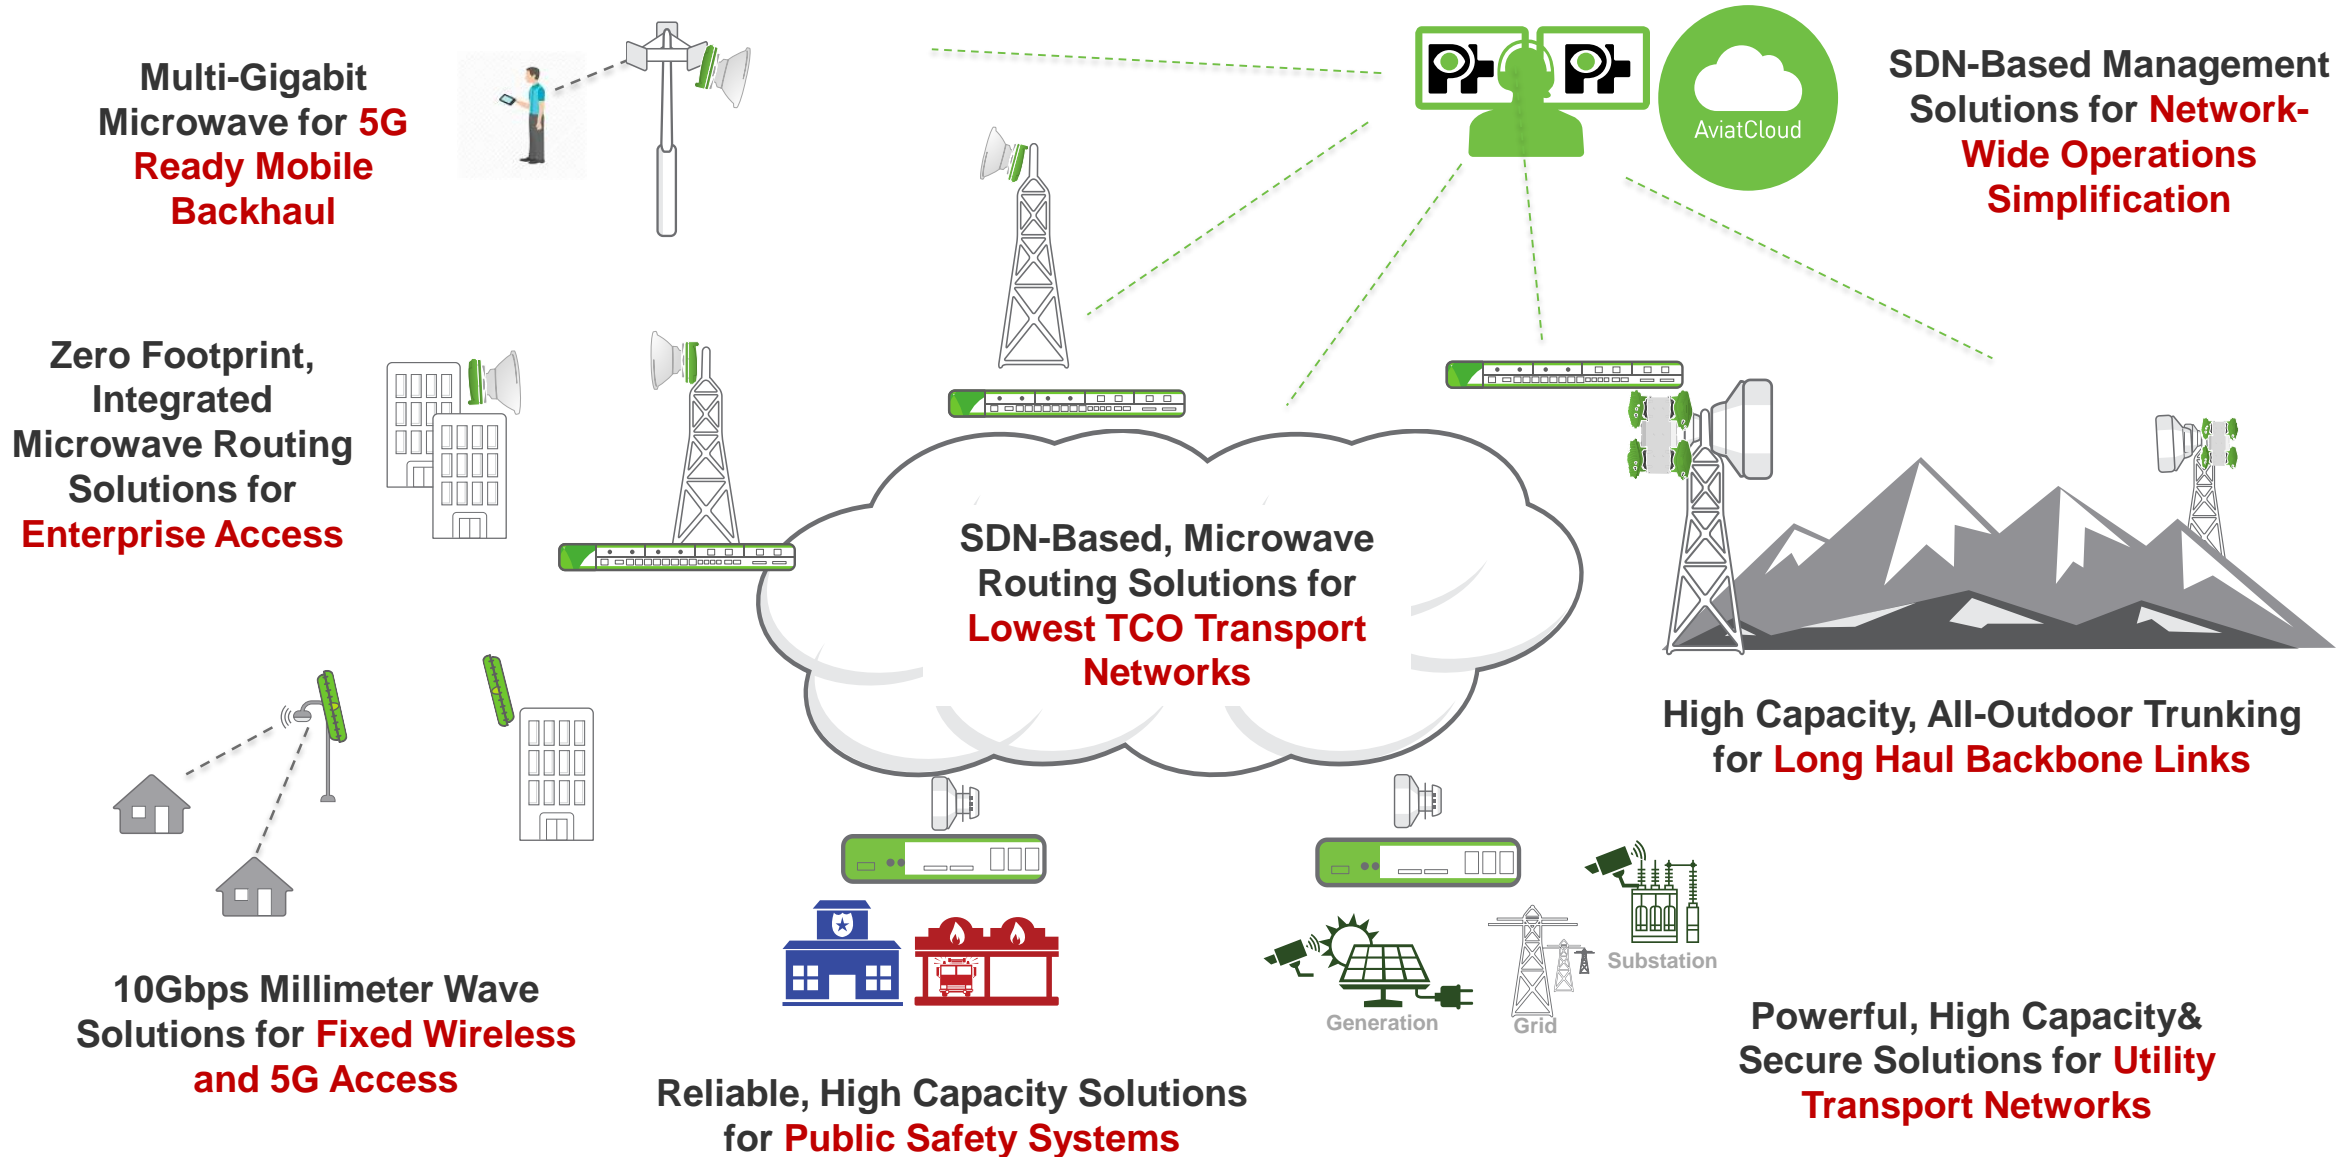 Multi-Gigabit
Microwave for 5G
Ready Mobile
Backhaul
AviatCloud
SDN-Based Management
Solutions for Network-
Wide Operations
Simplification
Zero Footprint,
Integrated
Microwave Routing
Solutions for
Enterprise Access
SDN-Based, Microwave
Routing Solutions for
Lowest TCO Transport
Networks
High Capacity, All-Outdoor Trunking
for Long Haul Backbone Links
10Gbps Millimeter Wave
Solutions for Fixed Wireless
and 5G Access
Reliable, High Capacity Solutions
for Public Safety Systems
Generation
Grid
Substation
Powerful, High Capacity&
Secure Solutions for Utility
Transport Networks